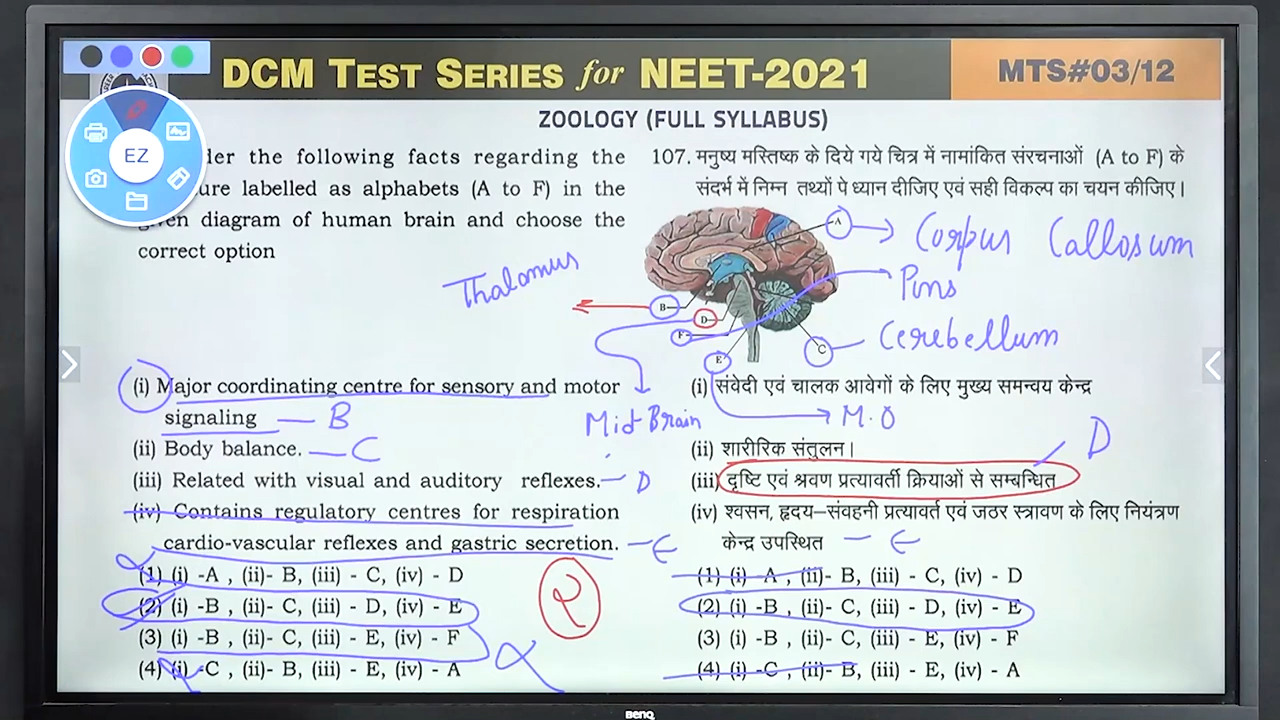 DCM TEST SERIES for NEET-2021
MTS#03/12
EZ
ZOOLOGY (FULL SYLLABUS)
der the following facts regarding the
ure labelled as alphabets (A to F) in the
en diagram of human brain and choose the
correct option
107. मनुष्य मस्तिष्क के दिये गये चित्र में नामांकित संरचनाओं (A to F) के
संदर्भ में निम्न तथ्यों पे ध्यान दीजिए एवं सही विकल्प का चयन कीजिए।
A
Corpus Callosum
Thalamus
Pins
B
D
F
E
C
Cerebellum
Mid Brain
M.O
(i) Major coordinating centre for sensory and motor
signaling B
(ii) Body balance. C
(iii) Related with visual and auditory reflexes. D
(iv) Contains regulatory centres for respiration
cardio-vascular reflexes and gastric secretion. E
(1) (i) -A , (ii)- B, (iii) - C, (iv) - D
(2) (i) -B , (ii)- C, (iii) - D, (iv) - E
(3) (i) -B , (ii)- C, (iii) - E, (iv) - F
(4) (i) -C , (ii)- B, (iii) - E, (iv) - A
(i) संवेदी एवं चालक आवेगों के लिए मुख्य समन्वय केन्द्र
(ii) शारीरिक संतुलन।
D
(iii) दृष्टि एवं श्रवण प्रत्यावर्ती क्रियाओं से सम्बन्धित
(iv) श्वसन, हृदय–संवहनी प्रत्यावर्त एवं जठर स्त्रावण के लिए नियंत्रण
केन्द्र उपस्थित E
(1) (i) -A , (ii)- B, (iii) - C, (iv) - D
(2) (i) -B , (ii)- C, (iii) - D, (iv) - E
(3) (i) -B , (ii)- C, (iii) - E, (iv) - F
(4) (i) -C , (ii)- B, (iii) - E, (iv) - A
2
BenQ